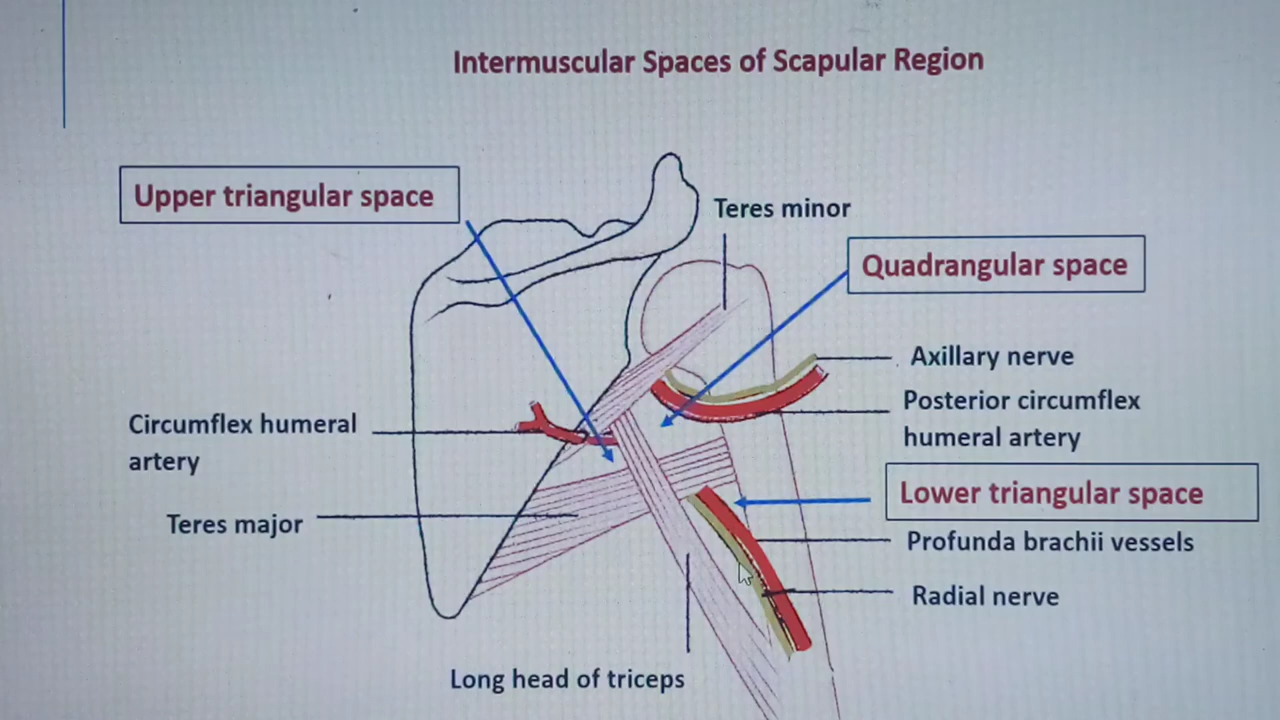 Intermuscular Spaces of Scapular Region
Upper triangular space
Teres minor
Quadrangular space
Axillary nerve
Posterior circumflex
humeral artery
Circumflex humeral
artery
Lower triangular space
Teres major
Profunda brachii vessels
Radial nerve
Long head of triceps